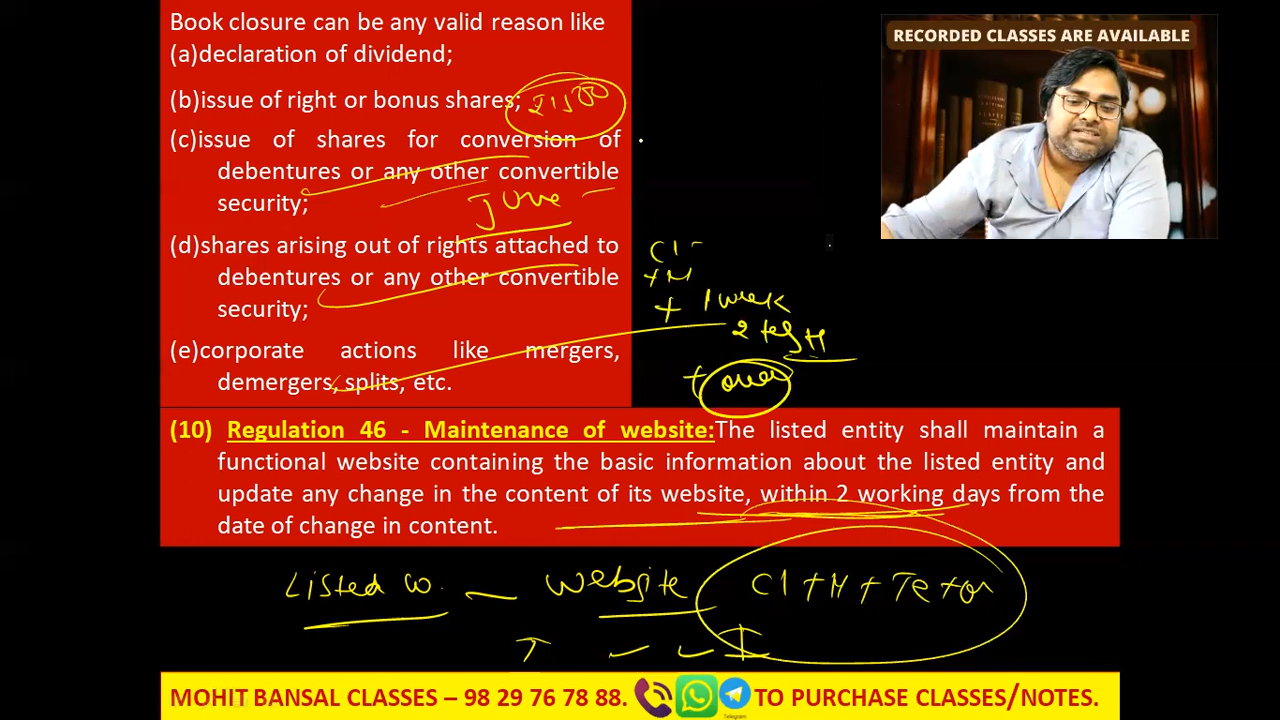 RECORDED CLASSES ARE AVAILABLE
Book closure can be any valid reason like
(a)declaration of dividend;
(b)issue of right or bonus shares;
(c)issue of shares for conversion of
debentures or any other convertible
security;
June
(d)shares arising out of rights attached to
debentures or any other convertible
security;
(e)corporate actions like mergers,
demergers, splits, etc.
+ M
+ 1 week
(10) Regulation 46 - Maintenance of website:The listed entity shall maintain a
functional website containing the basic information about the listed entity and
update any change in the content of its website, within 2 working days from the
date of change in content.
Listed Co. - Website
MOHIT BANSAL CLASSES – 98 29 76 78 88. TO PURCHASE CLASSES/NOTES.
Telegram